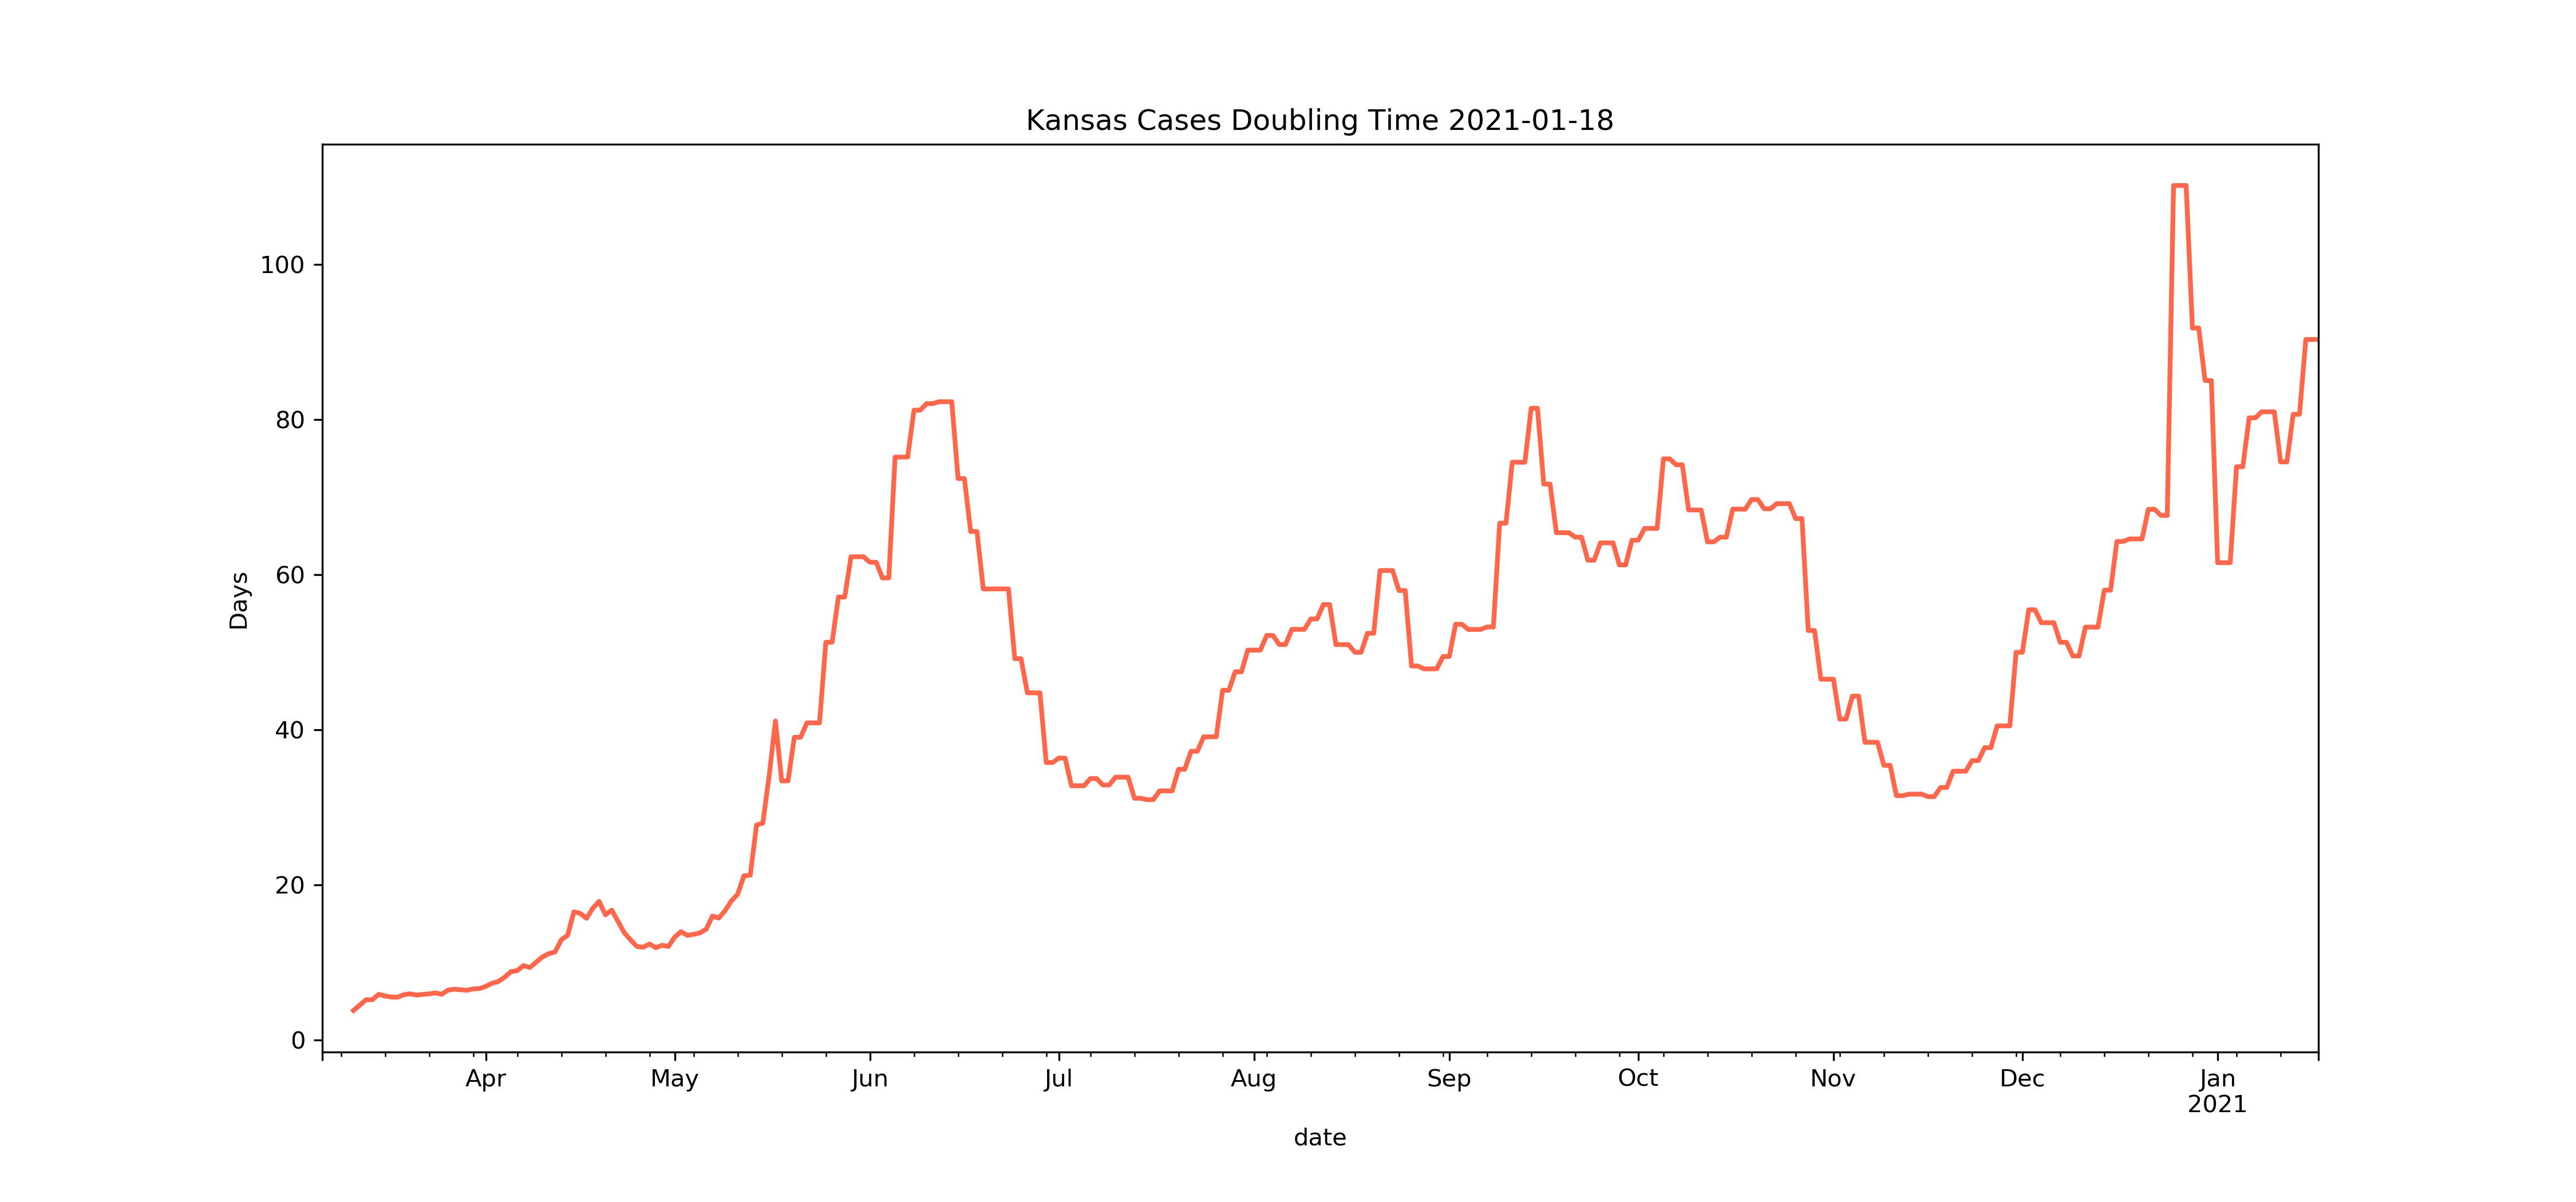 Kansas Cases Doubling Time 2021-01-18
Days
100
80
60
40
20
0
Apr May Jun Jul Aug Sep Oct Nov Dec Jan
2021
date